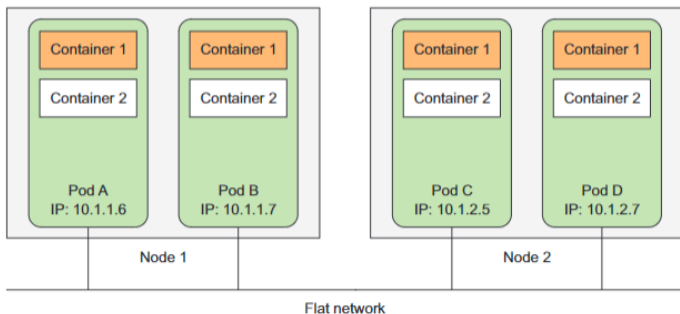 Container 1
Container 2
Pod A
IP: 10.1.1.6
Container 1
Container 2
Pod B
IP: 10.1.1.7
Node 1
Container 1
Container 2
Pod C
IP: 10.1.2.5
Container 1
Container 2
Pod D
IP: 10.1.2.7
Node 2
Flat network